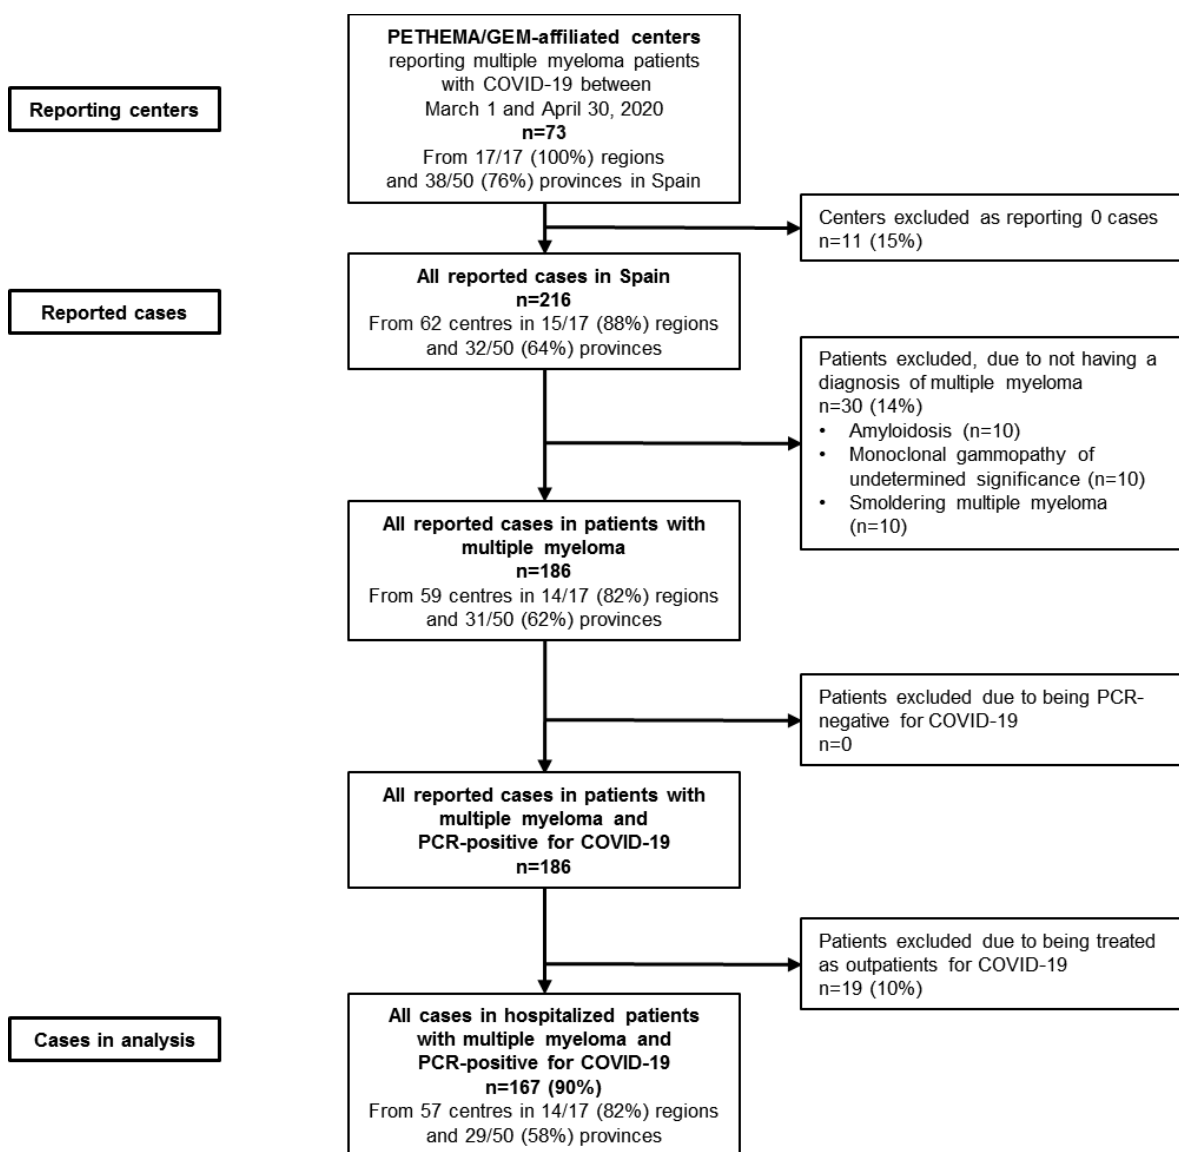 PETHEMA/GEM-affiliated centers
reporting multiple myeloma patients
with COVID-19 between
March 1 and April 30, 2020
n=73
From 17/17 (100%) regions
and 38/50 (76%) provinces in Spain
Reporting centers
Centers excluded as reporting 0 cases
n=11 (15%)
All reported cases in Spain
n=216
From 62 centres in 15/17 (88%) regions
and 32/50 (64%) provinces
Reported cases
Patients excluded, due to not having a
diagnosis of multiple myeloma
n=30 (14%)
• Amyloidosis (n=10)
• Monoclonal gammopathy of
undetermined significance (n=10)
• Smoldering multiple myeloma
(n=10)
All reported cases in patients with
multiple myeloma
n=186
From 59 centres in 14/17 (82%) regions
and 31/50 (62%) provinces
Patients excluded due to being PCR-
negative for COVID-19
n=0
All reported cases in patients with
multiple myeloma and
PCR-positive for COVID-19
n=186
Patients excluded due to being treated
as outpatients for COVID-19
n=19 (10%)
Cases in analysis
All cases in hospitalized patients
with multiple myeloma and
PCR-positive for COVID-19
n=167 (90%)
From 57 centres in 14/17 (82%) regions
and 29/50 (58%) provinces